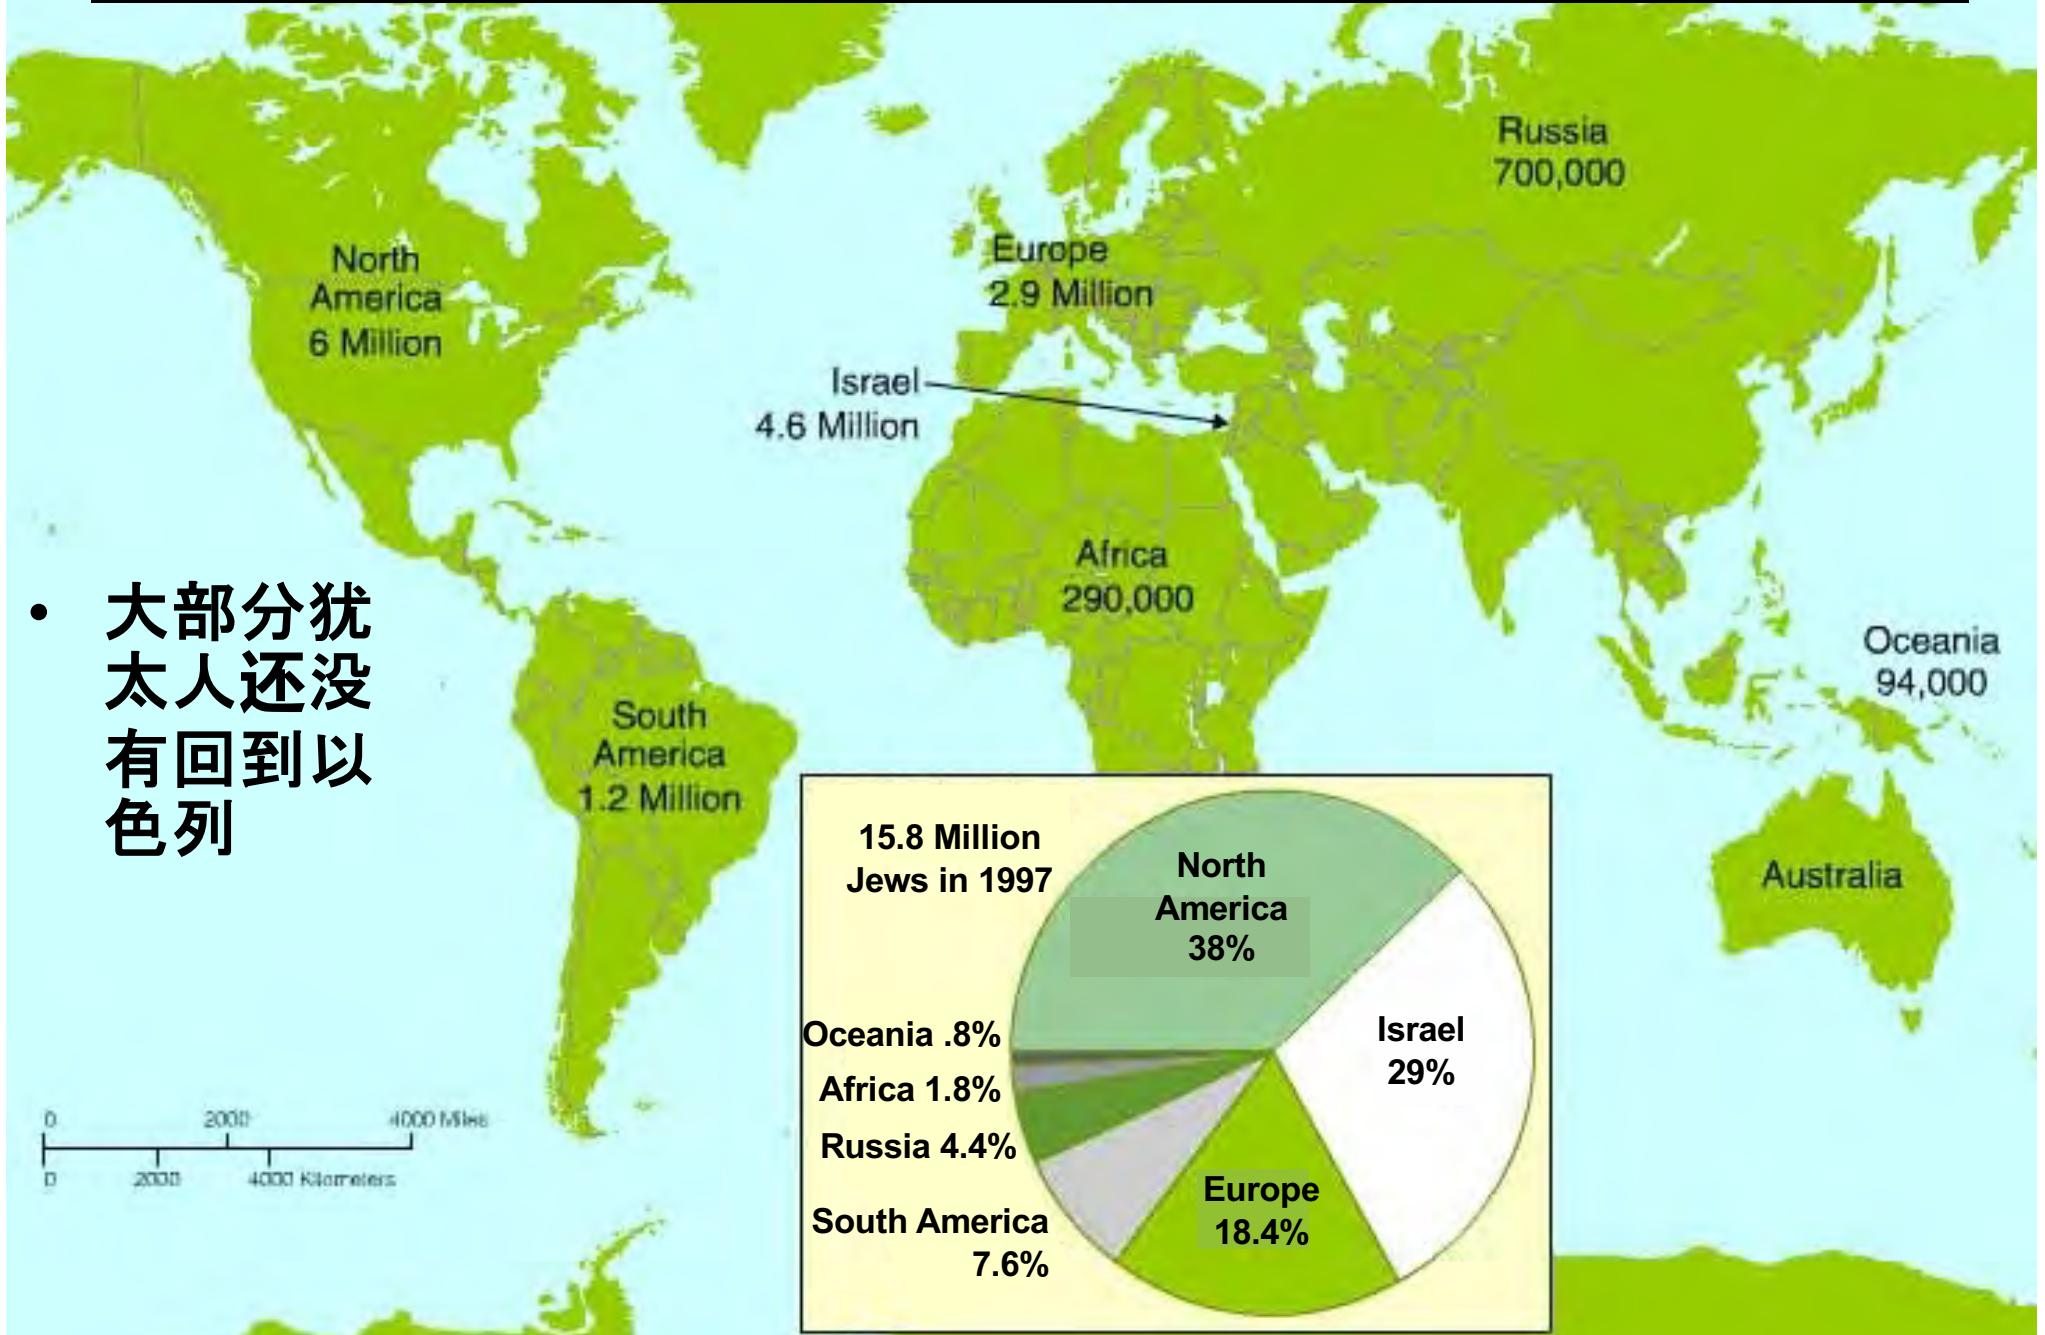 Russia
700,000
North
America
6 Million
Europe
2.9 Million
Israel
4.6 Million
Africa
290,000
• 大部分犹
太人还没
有回到以
色列
Oceania
94,000
South
America
1.2 Million
Australia
15.8 Million
Jews in 1997
North
America
38%
Israel
29%
Oceania .8%
Africa 1.8%
Russia 4.4%
South America
7.6%
Europe
18.4%
0 2000 4000 Miles
0 2000 4000 Kilometers